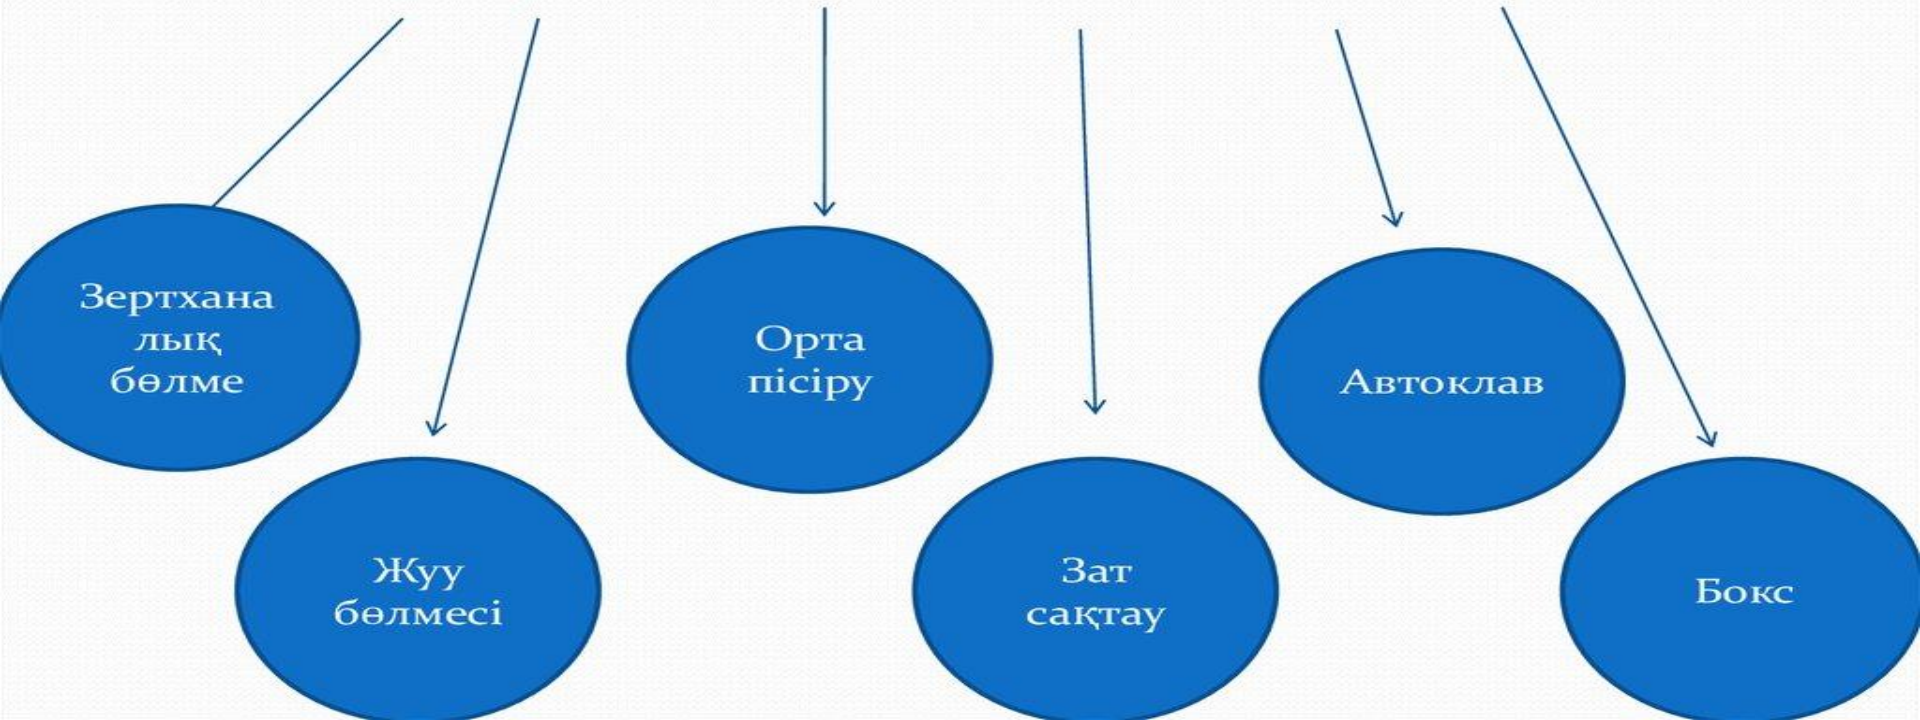 Зертхана
лық
бөлме
Жуу
бөлмесі
Орта
пісіру
Зат
сақтау
Автоклав
Бокс